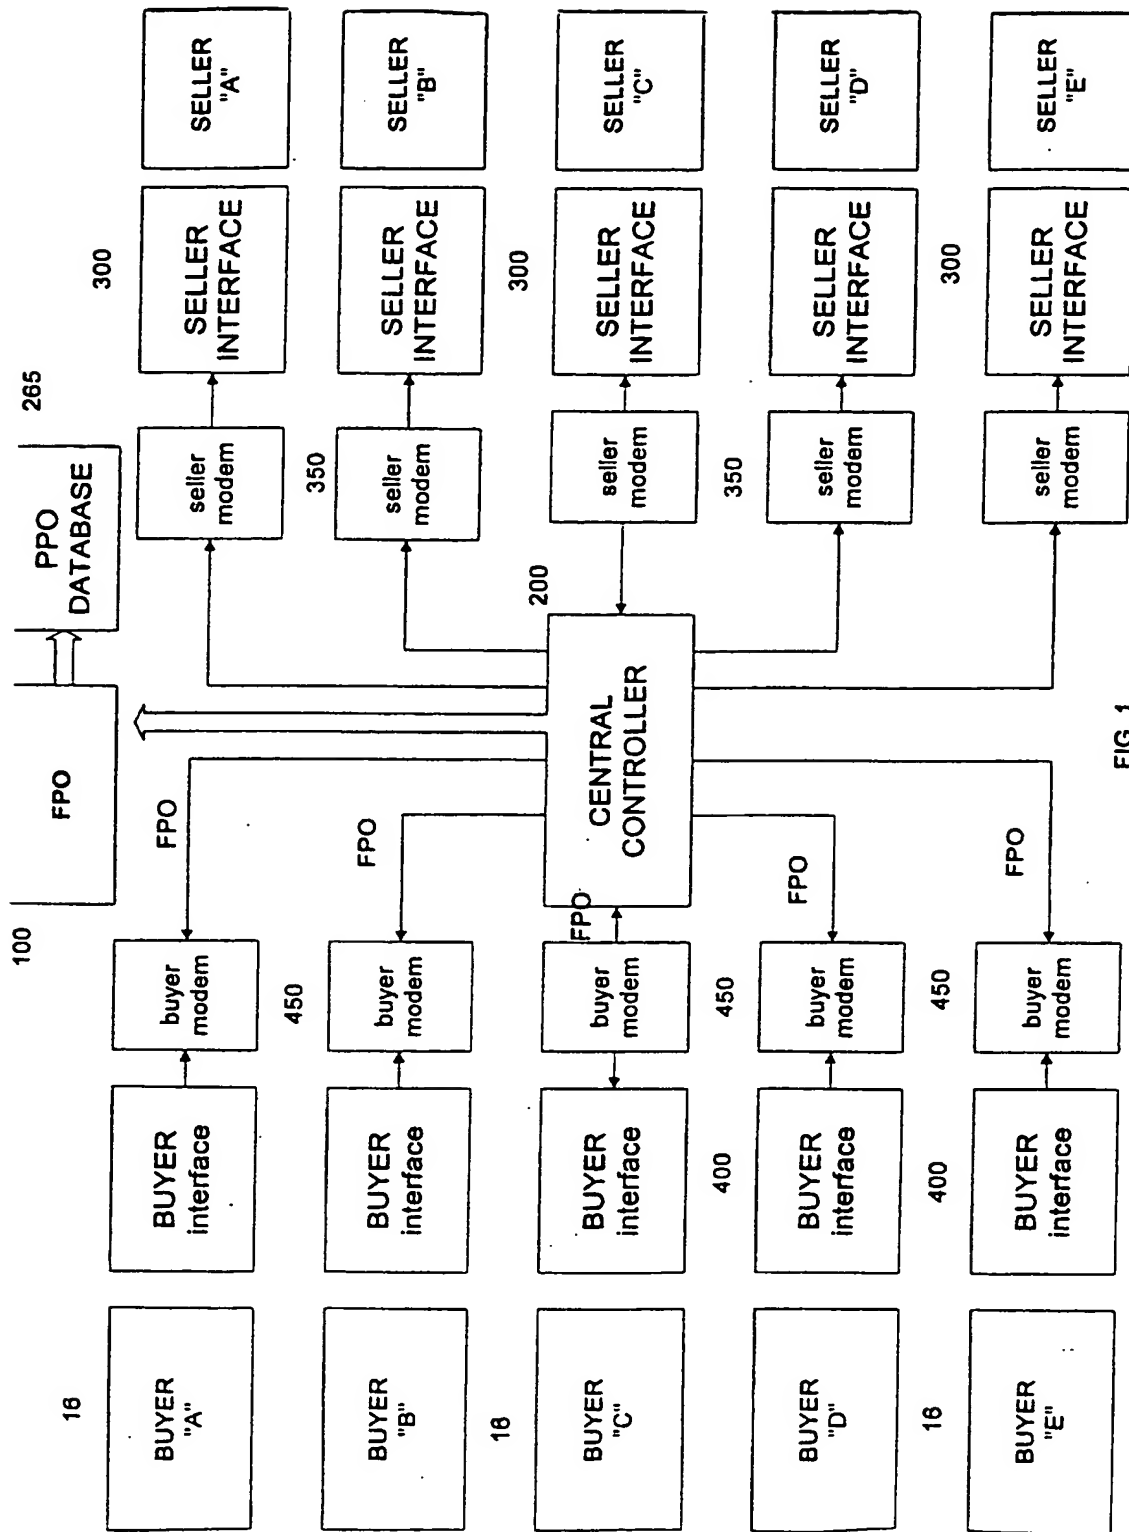 100
FPO
PPO
DATABASE
265
16
300
BUYER
"A"
BUYER
interface
buyer
modem
FPO
seller
modem
SELLER
INTERFACE
SELLER
"A"
450
350
BUYER
"B"
BUYER
interface
buyer
modem
FPO
seller
modem
SELLER
INTERFACE
SELLER
"B"
16
200
300
BUYER
"C"
BUYER
interface
buyer
modem
FPO
CENTRAL
CONTROLLER
seller
modem
SELLER
INTERFACE
SELLER
"C"
400
450
350
BUYER
"D"
BUYER
interface
buyer
modem
FPO
seller
modem
SELLER
INTERFACE
SELLER
"D"
16
400
450
300
BUYER
"E"
BUYER
interface
buyer
modem
FPO
seller
modem
SELLER
INTERFACE
SELLER
"E"
FIG. 1